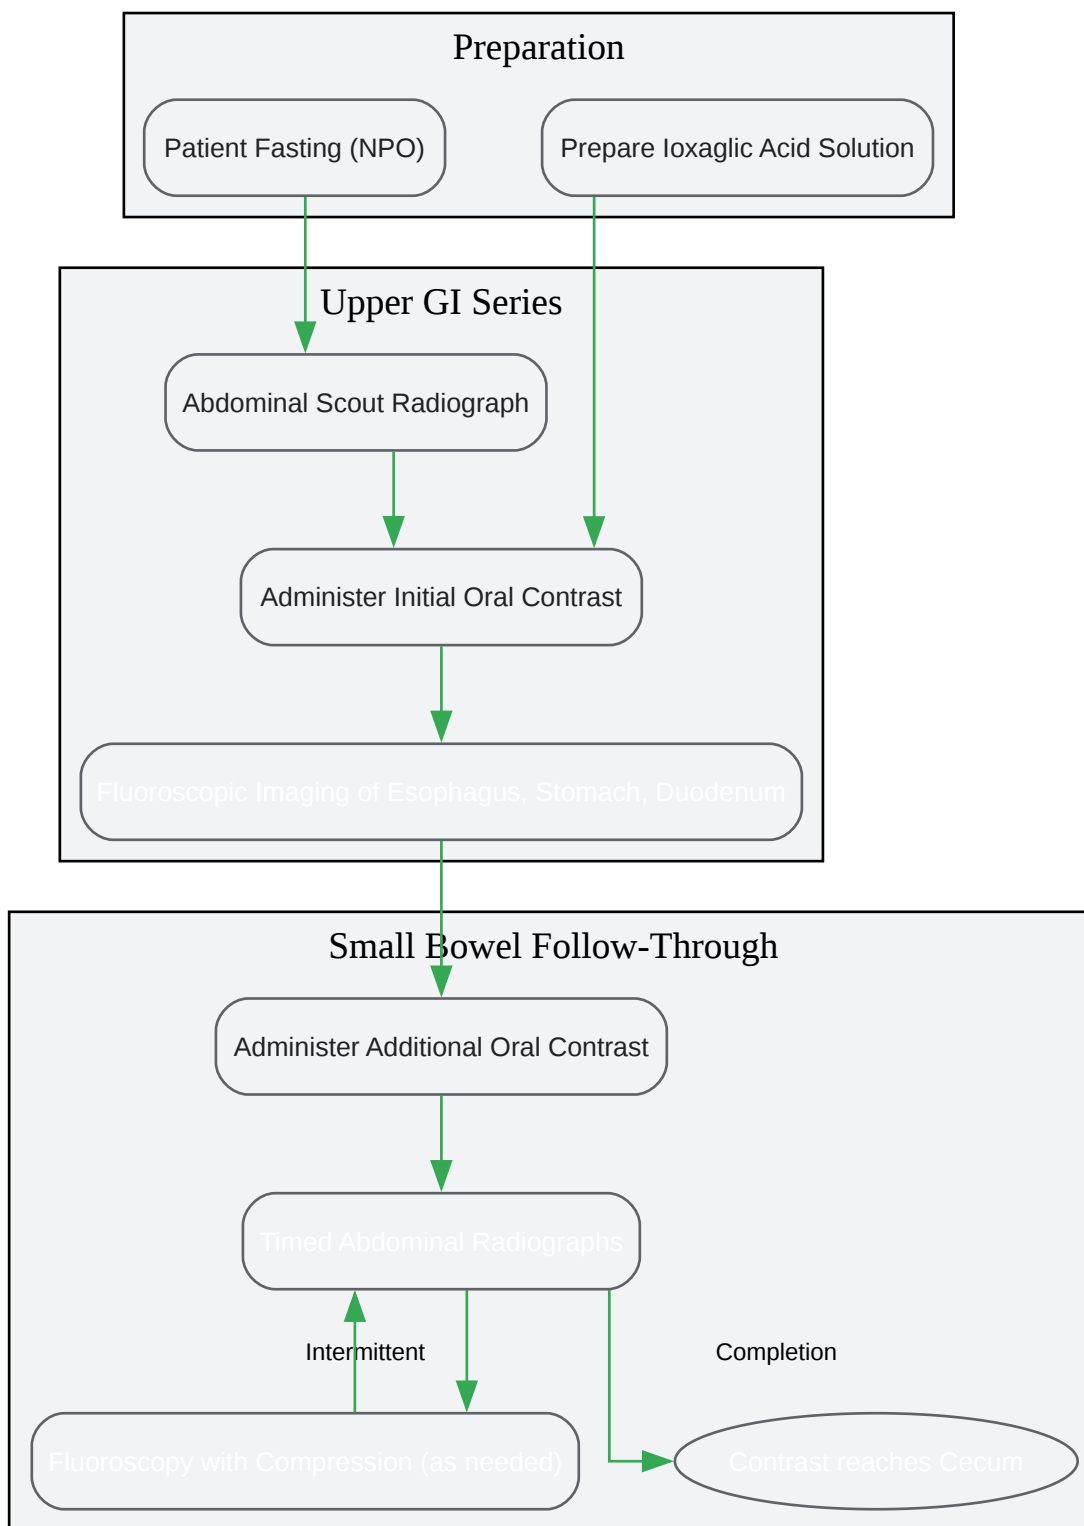 Preparation
Patient Fasting (NPO)
Prepare Ioxaglic Acid Solution
Upper GI Series
Abdominal Scout Radiograph
Administer Initial Oral Contrast
Fluoroscopic Imaging of Esophagus, Stomach, Duodenum
Small Bowel Follow-Through
Administer Additional Oral Contrast
Timed Abdominal Radiographs
Intermittent
Completion
Fluoroscopy with Compression (as needed)
Contrast reaches Cecum